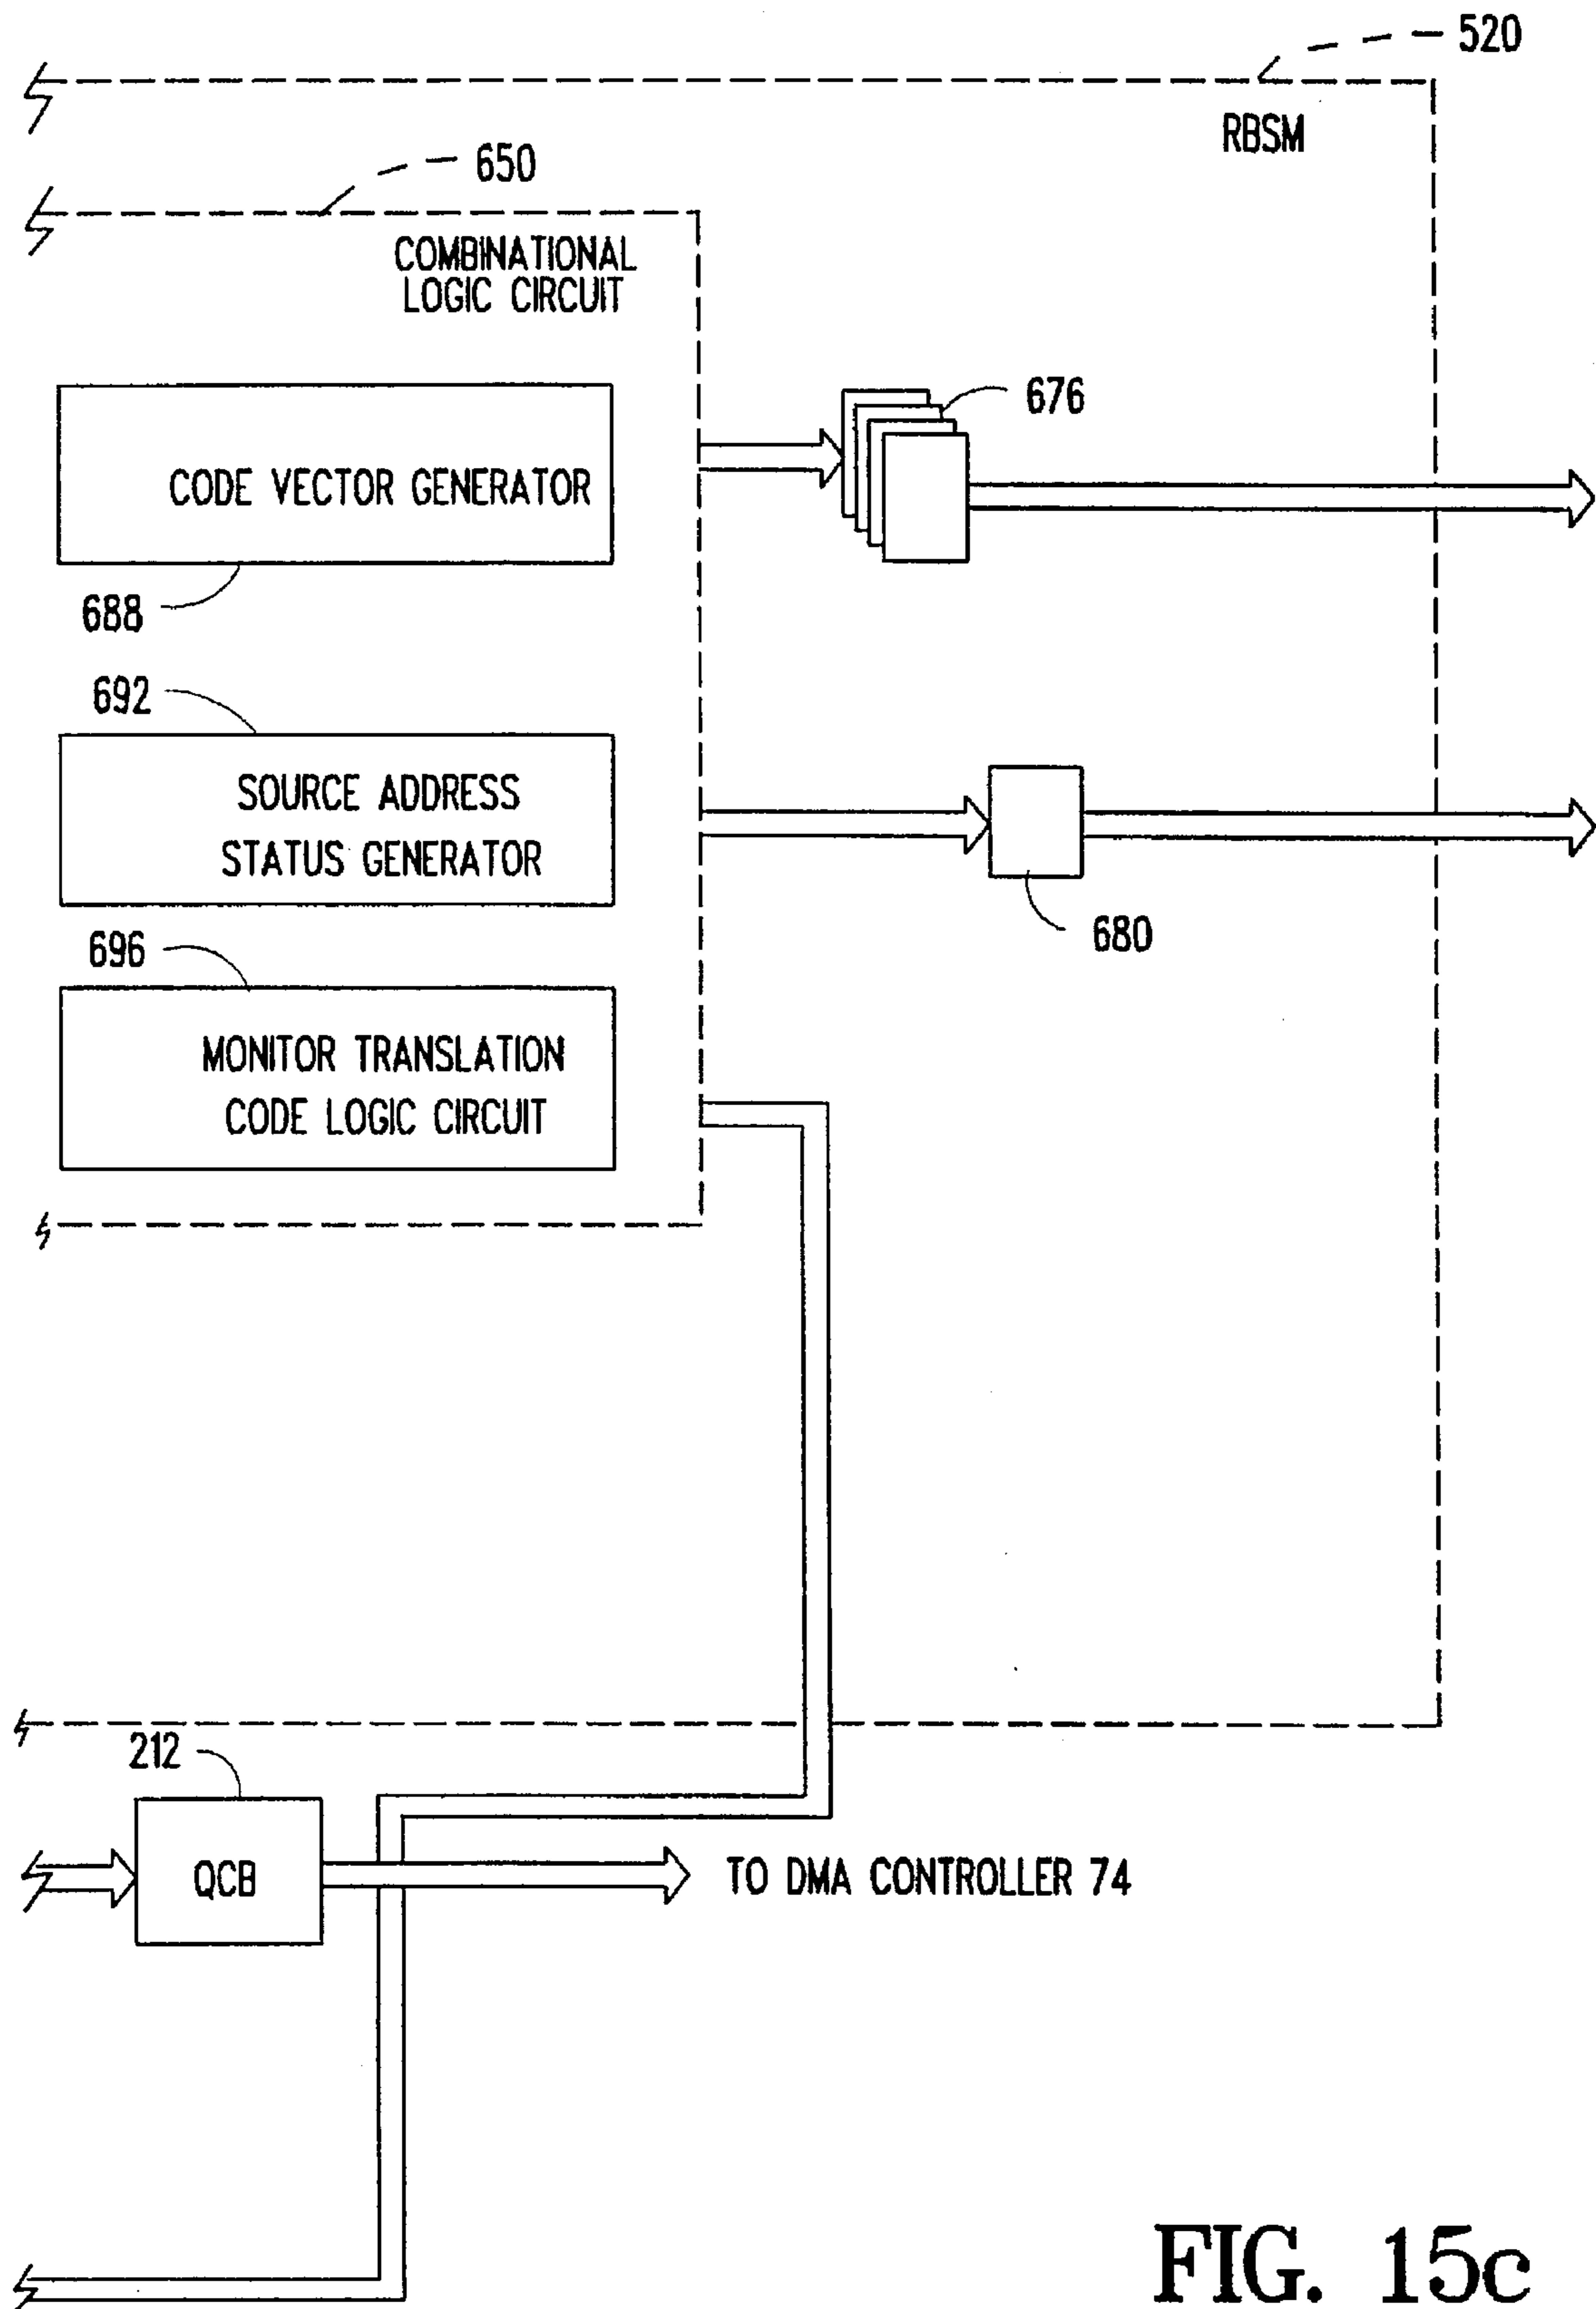 520
RBSM
650
COMBINATIONAL
LOGIC CIRCUIT
676
CODE VECTOR GENERATOR
688
692
SOURCE ADDRESS
STATUS GENERATOR
680
696
MONITOR TRANSLATION
CODE LOGIC CIRCUIT
212
QCB
TO DMA CONTROLLER 74
FIG. 15c